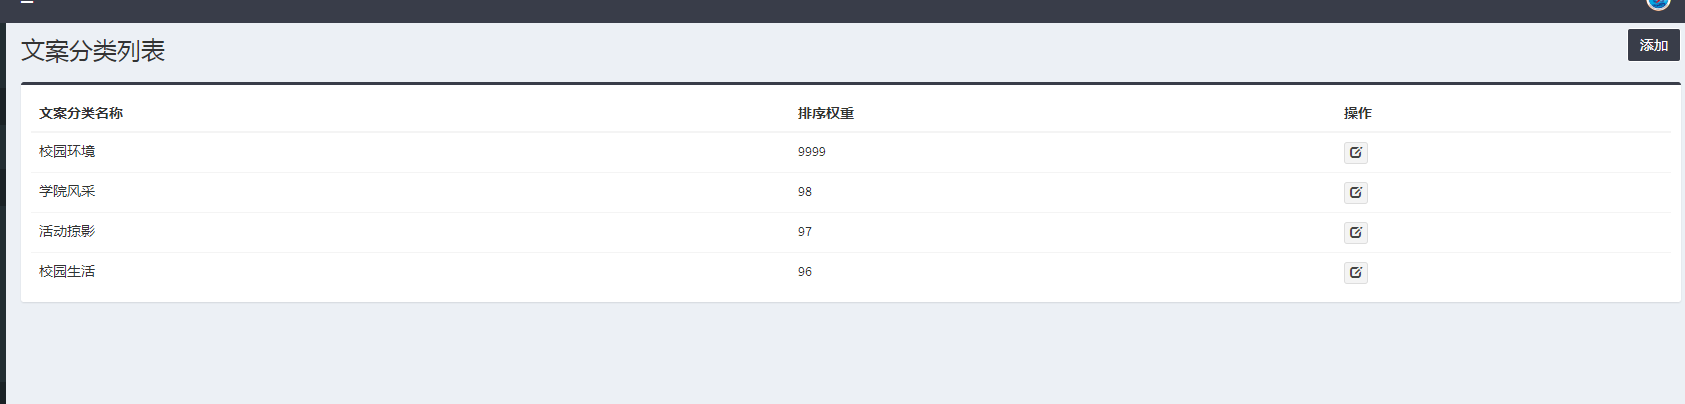 文案分类列表
添加
文案分类名称 排序权重 操作
校园环境 9999
学院风采 98
活动掠影 97
校园生活 96